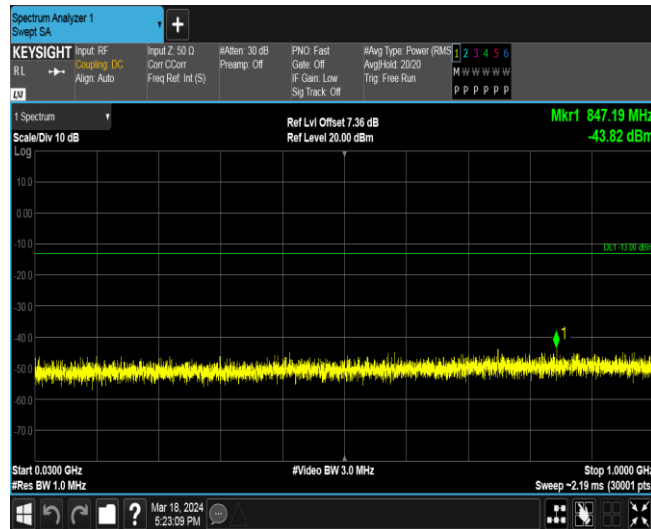 Spectrum Analyzer 1
Swept SA
+
KEYSIGHT Input: RF Input Z: 50 Ω #Atten: 30 dB PNO: Fast #Avg Type: Power (RMS 1 2 3 4 5 6
RL Coupling: DC Corr CCorr Preamp: Off Gate: Off Avg|Hold: 20/20 M W W W W W
Align: Auto Freq Ref: Int (S) IF Gain: Low Trig: Free Run
Sig Track: Off P P P P P P
LXI
1 Spectrum Ref Lvl Offset 7.36 dB Mkr1 847.19 MHz
Scale/Div 10 dB Ref Level 20.00 dBm -43.82 dBm
Log
10.0
0.00
-10.0
DL1 -13.00 dBm
-20.0
-30.0
-40.0
1
-50.0
-60.0
-70.0
Start 0.0300 GHz #Video BW 3.0 MHz Stop 1.0000 GHz
#Res BW 1.0 MHz Sweep ~2.19 ms (30001 pts
? Mar 18, 2024
5:23:09 PM